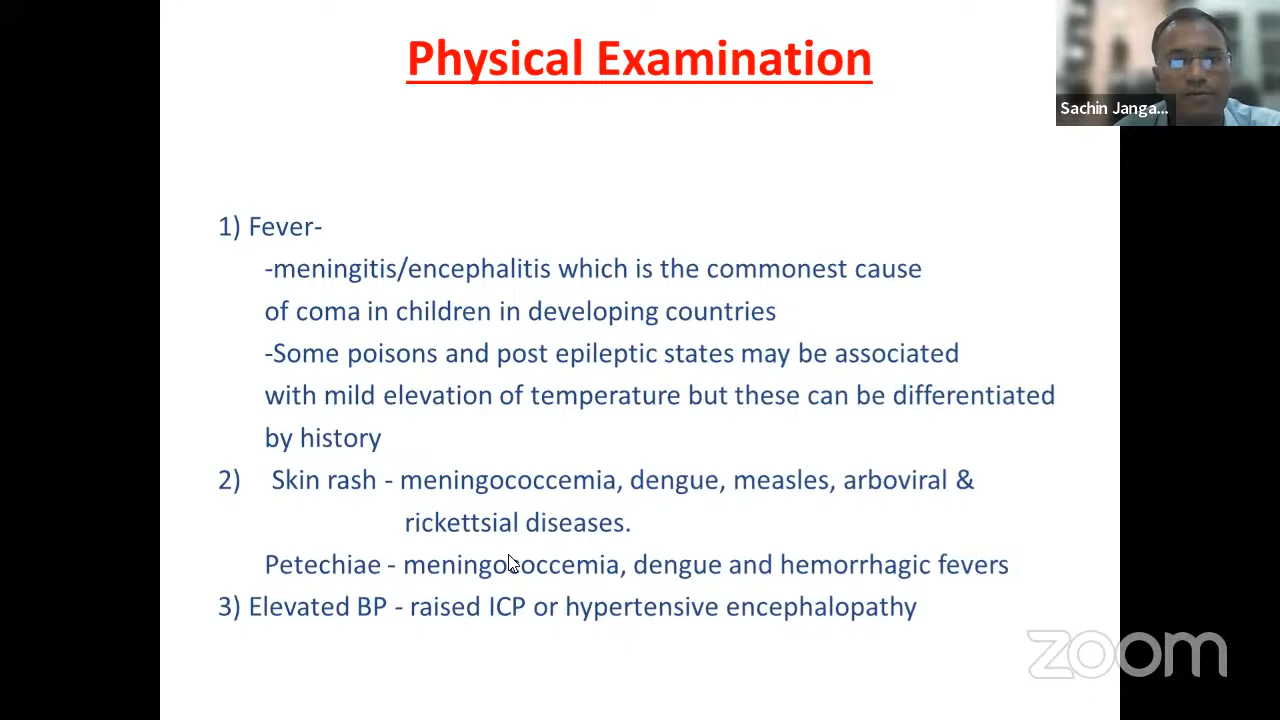 Physical Examination
Sachin Janga...
1) Fever-
-meningitis/encephalitis which is the commonest cause
of coma in children in developing countries
-Some poisons and post epileptic states may be associated
with mild elevation of temperature but these can be differentiated
by history
2) Skin rash - meningococcemia, dengue, measles, arboviral &
rickettsial diseases.
Petechiae - meningococcemia, dengue and hemorrhagic fevers
3) Elevated BP - raised ICP or hypertensive encephalopathy
zoom